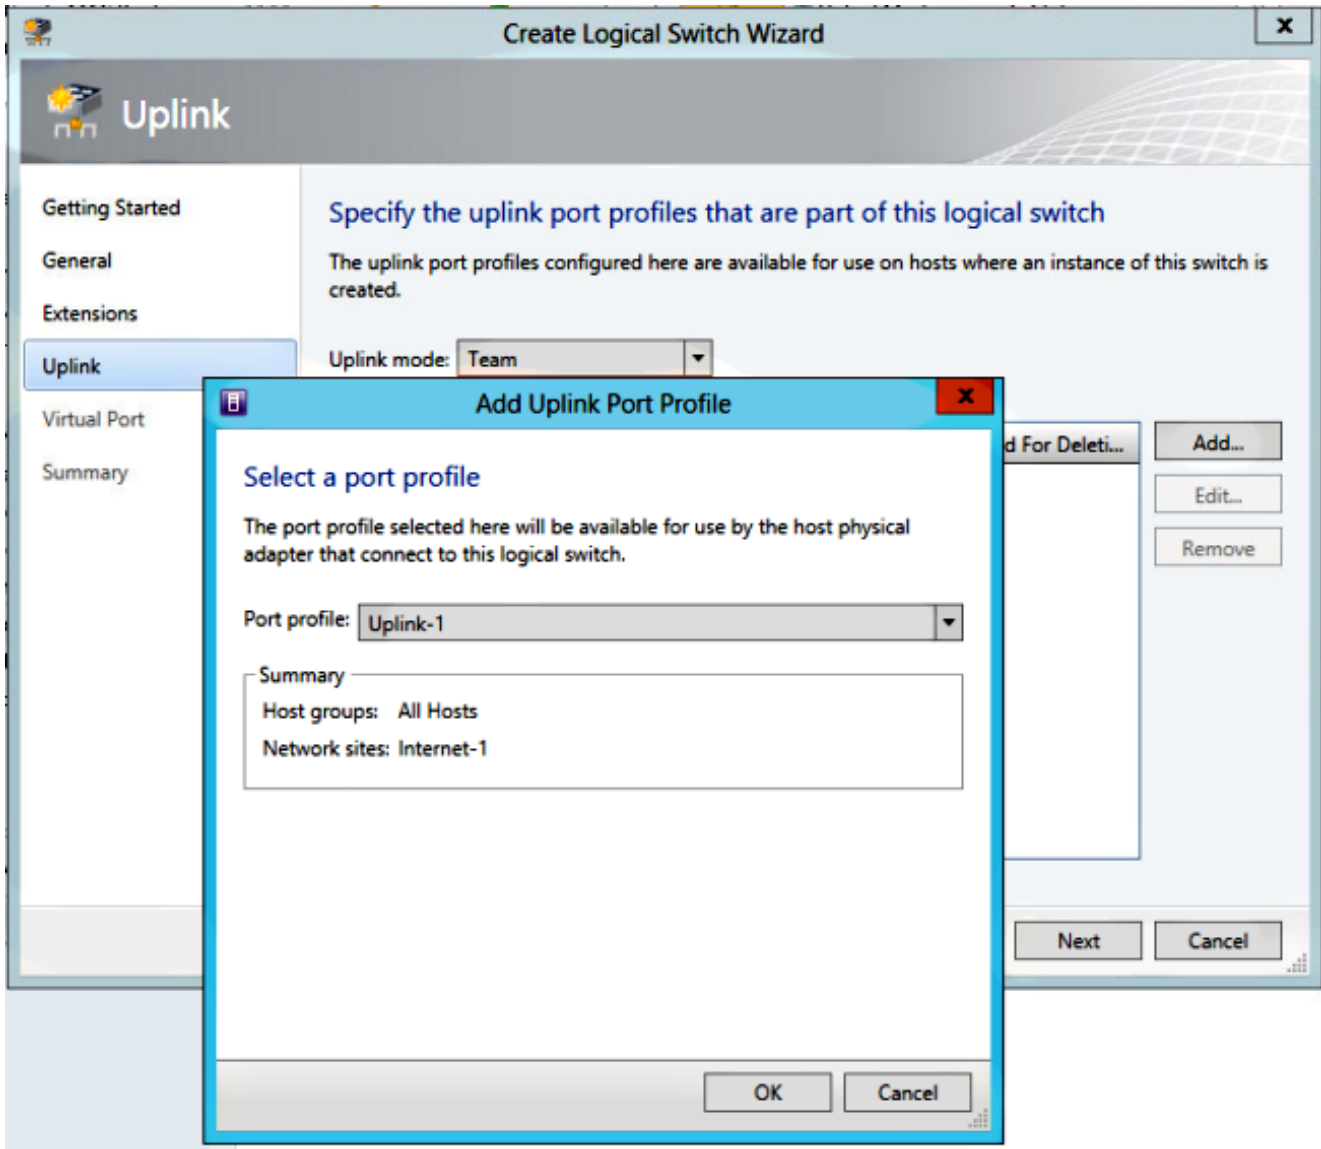 Create Logical Switch Wizard
Uplink
Getting Started
General
Extensions
Uplink
Virtual Port
Summary
Specify the uplink port profiles that are part of this logical switch
The uplink port profiles configured here are available for use on hosts where an instance of this switch is
created.
Uplink mode: Team
d For Deleti...
Add...
Edit...
Remove
Next
Cancel
Add Uplink Port Profile
Select a port profile
The port profile selected here will be available for use by the host physical
adapter that connect to this logical switch.
Port profile: Uplink-1
Summary
Host groups: All Hosts
Network sites: Internet-1
OK
Cancel